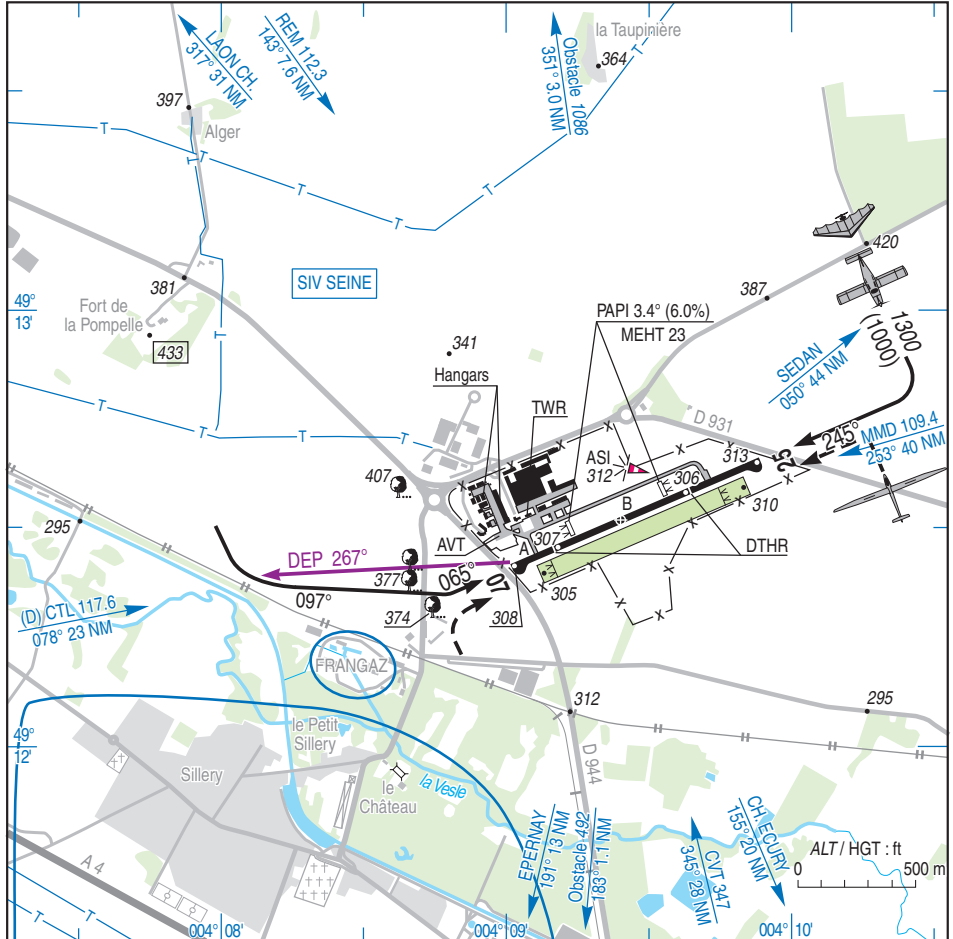 LAON CH.
317° 31 NM
REM 112.3
143° 7.6 NM
Obstacle 1086
351° 3.0 NM
la Taupinière
364
397
Alger
T
T
T
T
T
T
T
T
420
381
SIV SEINE
387
49°
13'
Fort de
la Pompelle
433
PAPI 3.4° (6.0%)
MEHT 23
1300
(1000)
341
Hangars
SEDAN
050° 44 NM
TWR
D 931
MMD 109.4
253° 40 NM
245°
25
313
ASI
312
407
306
310
B
307
A
AVT
DTHR
295
DEP 267°
377
065°
07
305
097°
374
308
(D) CTL 117.6
078° 23 NM
FRANGAZ
312
295
49°
12'
le Petit
Sillery
Sillery
D 944
la Vesle
le
Château
EPERNAY
191° 13 NM
Obstacle 492
183° 1.1 NM
CVT 347
345° 28 NM
CH. ECURY
155° 20 NM
ALT / HGT : ft
0 500 m
A 4
T
T
004° 08'
004° 09'
004° 10'